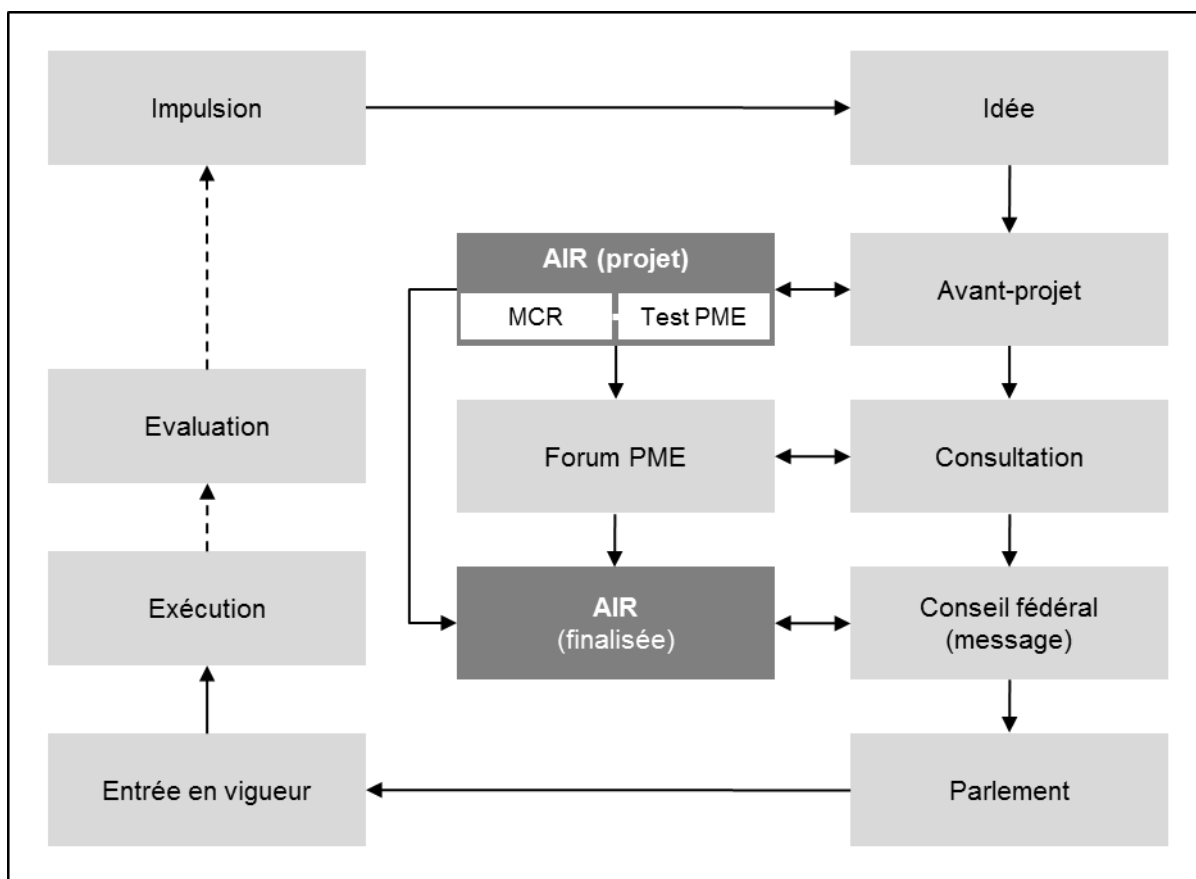 Impulsion
Idée
AIR (projet)
MCR
Test PME
Avant-projet
Evaluation
Forum PME
Consultation
Exécution
AIR
(finalisée)
Conseil fédéral
(message)
Entrée en vigueur
Parlement